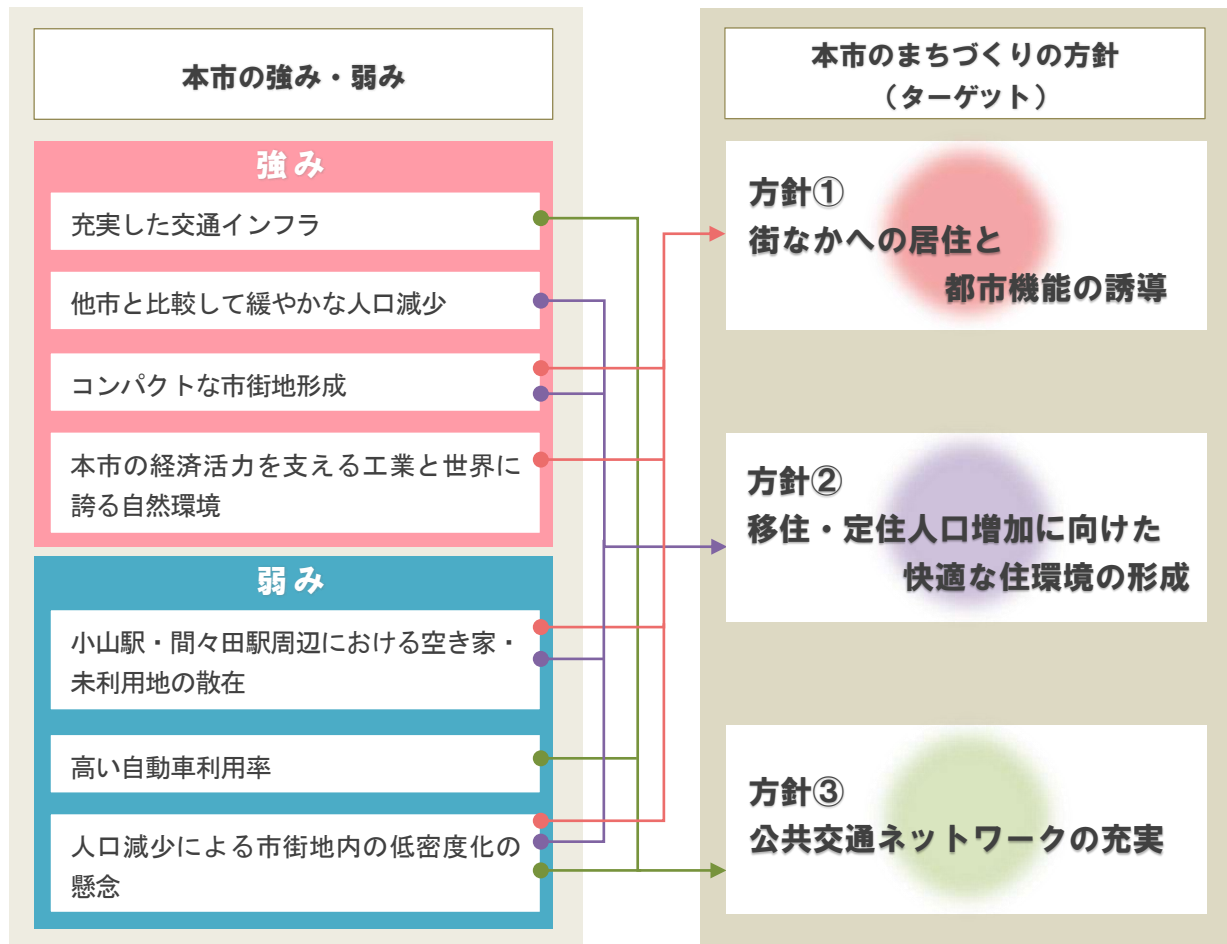 本市の強み・弱み
強み
充実した交通インフラ
他市と比較して緩やかな人口減少
コンパクトな市街地形成
本市の経済活力を支える工業と世界に
誇る自然環境
弱み
小山駅・間々田駅周辺における空き家・
未利用地の散在
高い自動車利用率
人口減少による市街地内の低密度化の
懸念
本市のまちづくりの方針
（ターゲット）
方針①
街なかへの居住と
都市機能の誘導
方針②
移住・定住人口増加に向けた
快適な住環境の形成
方針③
公共交通ネットワークの充実